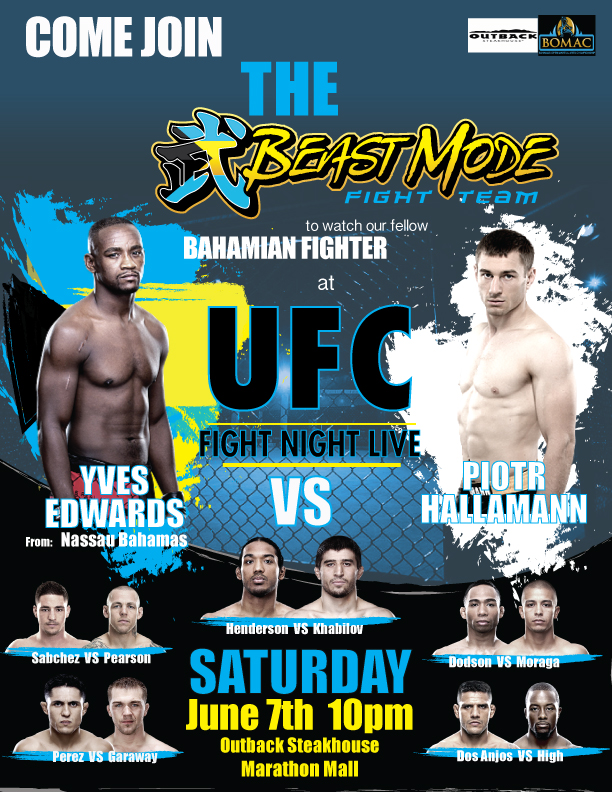 COME JOIN
OUTBACK
STEAKHOUSE
BOMAC
THE
武 BEAST MODE
FIGHT TEAM
to watch our fellow
BAHAMIAN FIGHTER
at
UFC
FIGHT NIGHT LIVE
VS
YVES
EDWARDS
From: Nassau Bahamas
PIOTR
HALLAMANN
Henderson VS Khabilov
Sabchez VS Pearson
Dodson VS Moraga
Perez VS Garaway
Dos Anjos VS High
SATURDAY
June 7th 10pm
Outback Steakhouse
Marathon Mall